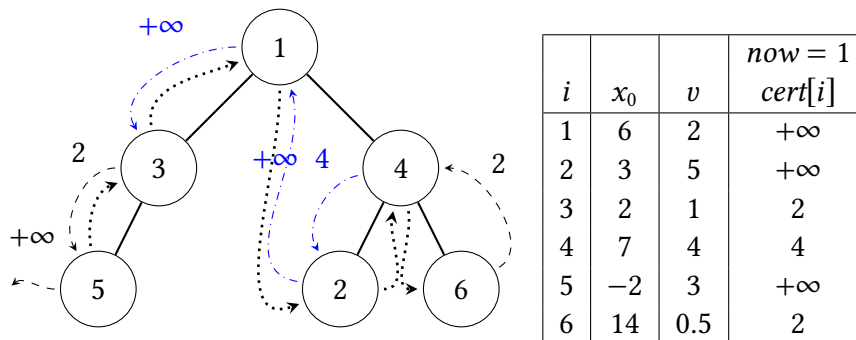 +∞
1
2
3
+∞ 4
4
2
+∞
5
2
6
now = 1
i x₀ v cert[i]
1 6 2 +∞
2 3 5 +∞
3 2 1 2
4 7 4 4
5 −2 3 +∞
6 14 0.5 2